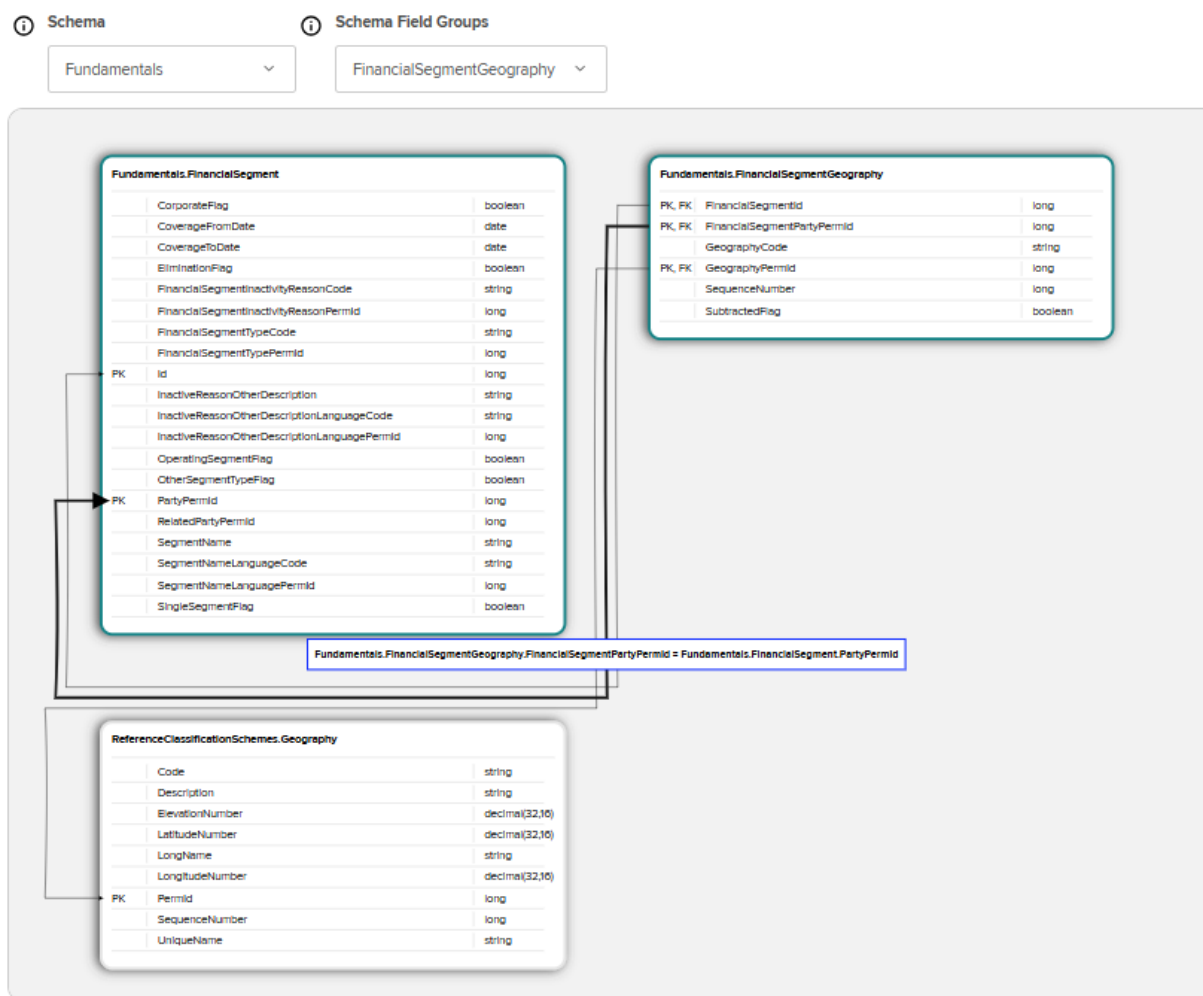 Schema
Schema Field Groups
Fundamentals
FinancialSegmentGeography
Fundamentals.FinancialSegment
CorporateFlag boolean
CoverageFromDate date
CoverageToDate date
EliminationFlag boolean
FinancialSegmentInactivityReasonCode string
FinancialSegmentInactivityReasonPermId long
FinancialSegmentTypeCode string
FinancialSegmentTypePermId long
PK Id long
InactiveReasonOtherDescription string
InactiveReasonOtherDescriptionLanguageCode string
InactiveReasonOtherDescriptionLanguagePermId long
OperatingSegmentFlag boolean
OtherSegmentTypeFlag boolean
PK PartyPermId long
RelatedPartyPermId long
SegmentName string
SegmentNameLanguageCode string
SegmentNameLanguagePermId long
SingleSegmentFlag boolean
Fundamentals.FinancialSegmentGeography
PK, FK FinancialSegmentId long
PK, FK FinancialSegmentPartyPermId long
GeographyCode string
PK, FK GeographyPermId long
SequenceNumber long
SubtractedFlag boolean
Fundamentals.FinancialSegmentGeography.FinancialSegmentPartyPermId = Fundamentals.FinancialSegment.PartyPermId
ReferenceClassificationSchemes.Geography
Code string
Description string
ElevationNumber decimal(32,16)
LatitudeNumber decimal(32,16)
LongName string
LongitudeNumber decimal(32,16)
PK PermId long
SequenceNumber long
UniqueName string